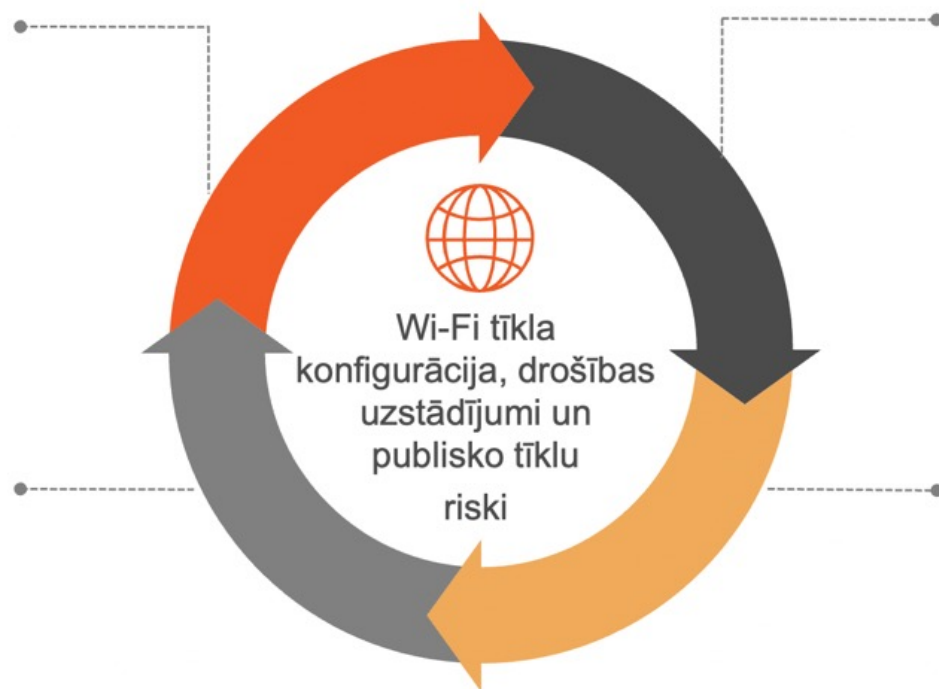 Wi-Fi tīkla
konfigurācija, drošības
uzstādījumi un
publisko tīklu
riski